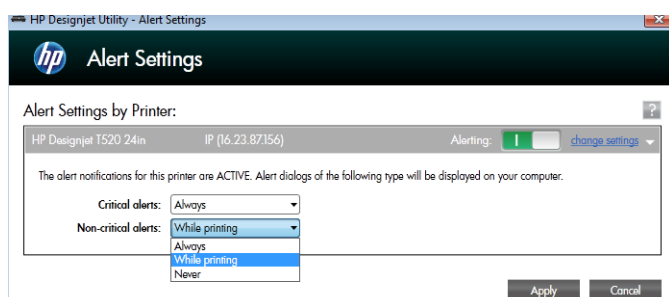 HP Designjet Utility - Alert Settings
hp Alert Settings
Alert Settings by Printer:
?
HP Designjet T520 24in IP (16.23.87.156) Alerting: change settings
The alert notifications for this printer are ACTIVE. Alert dialogs of the following type will be displayed on your computer.
Critical alerts: Always
Non-critical alerts: While printing
Always
While printing
Never
Apply Cancel